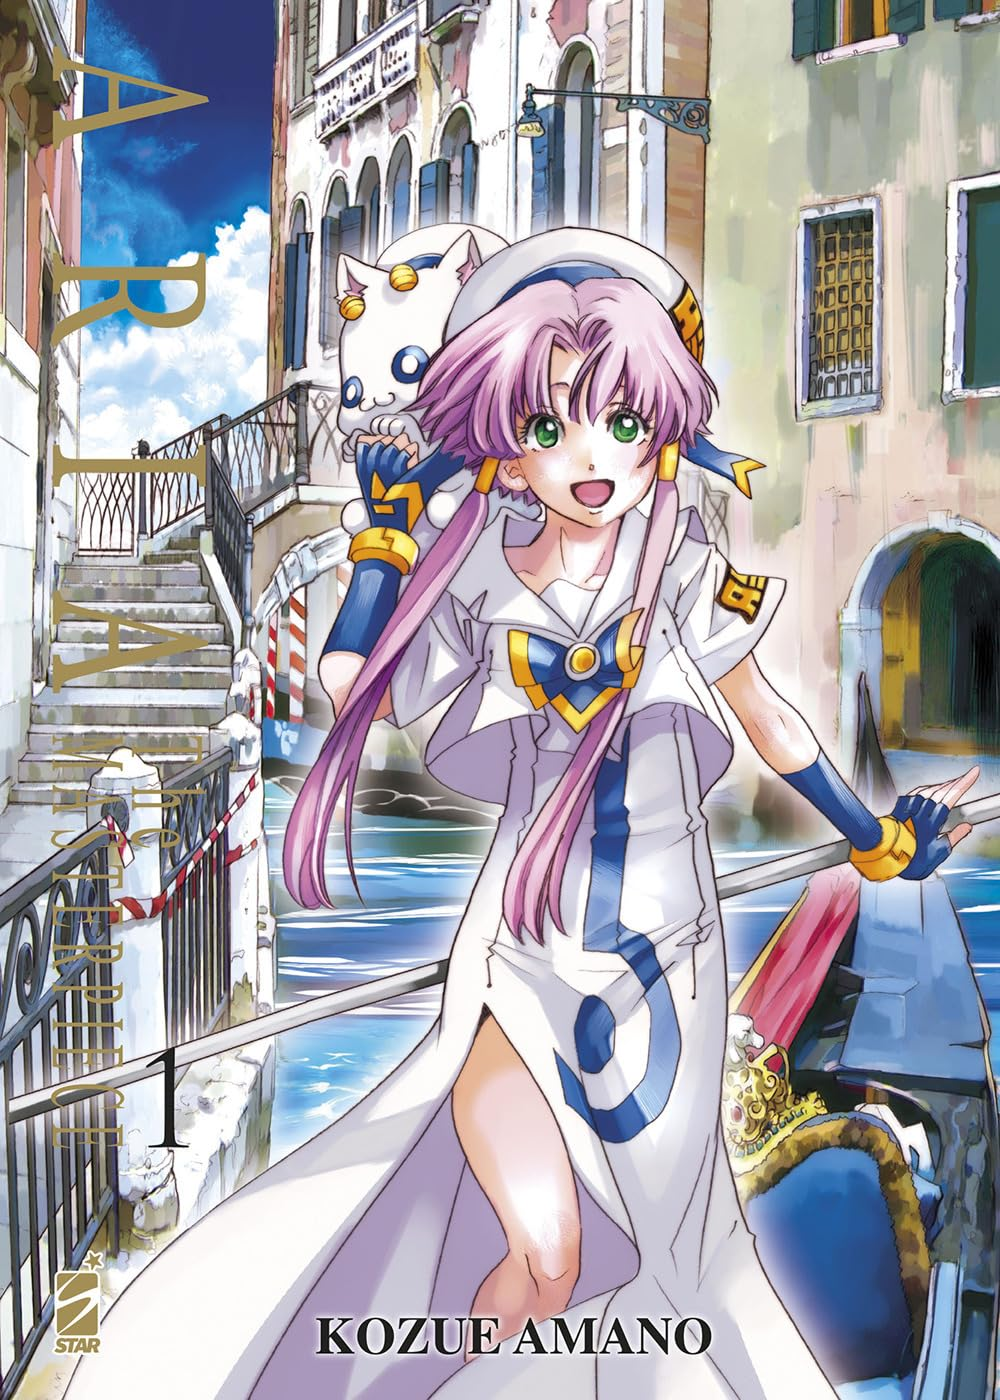 ARIA
The
MASTERPIECE
1
STAR
KOZUE AMANO